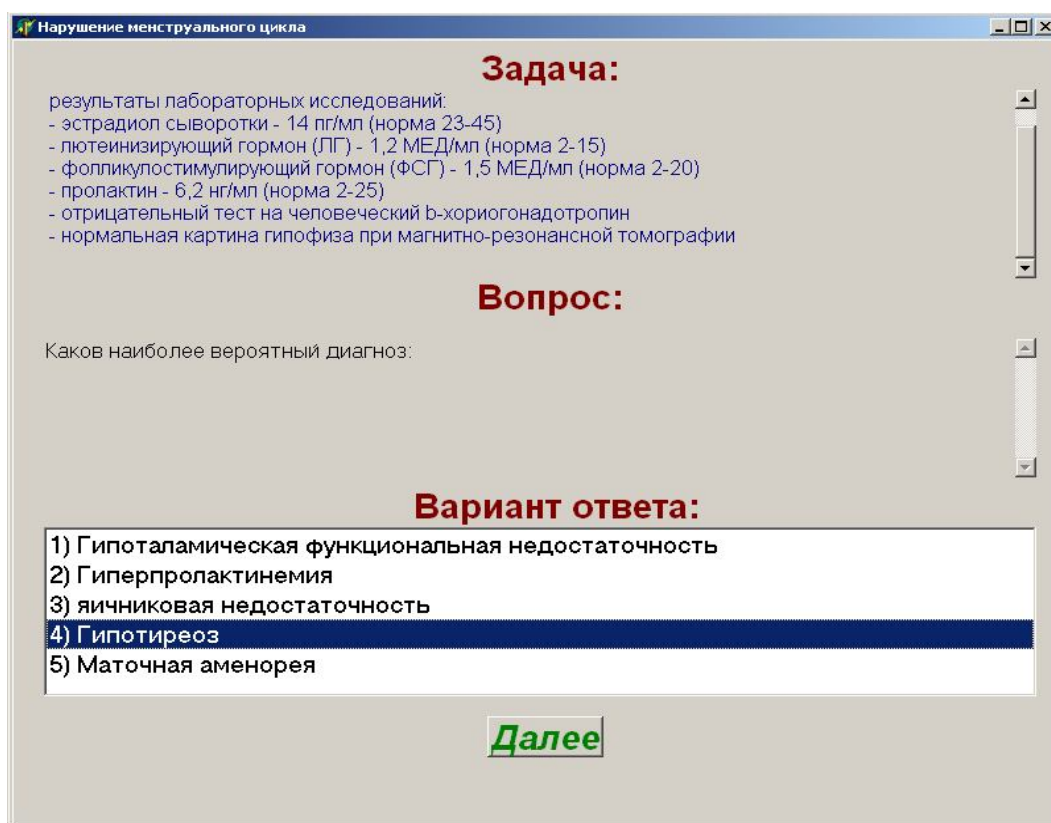 Нарушение менструального цикла
Задача:
результаты лабораторных исследований:
- эстрадиол сыворотки - 14 пг/мл (норма 23-45)
- лютеинизирующий гормон (ЛГ) - 1,2 МЕД/мл (норма 2-15)
- фолликулостимулирующий гормон (ФСГ) - 1,5 МЕД/мл (норма 2-20)
- пролактин - 6,2 нг/мл (норма 2-25)
- отрицательный тест на человеческий b-хориогонадотропин
- нормальная картина гипофиза при магнитно-резонансной томографии
Вопрос:
Каков наиболее вероятный диагноз:
Вариант ответа:
1) Гипоталамическая функциональная недостаточность
2) Гиперпролактинемия
3) яичниковая недостаточность
4) Гипотиреоз
5) Маточная аменорея
Далее